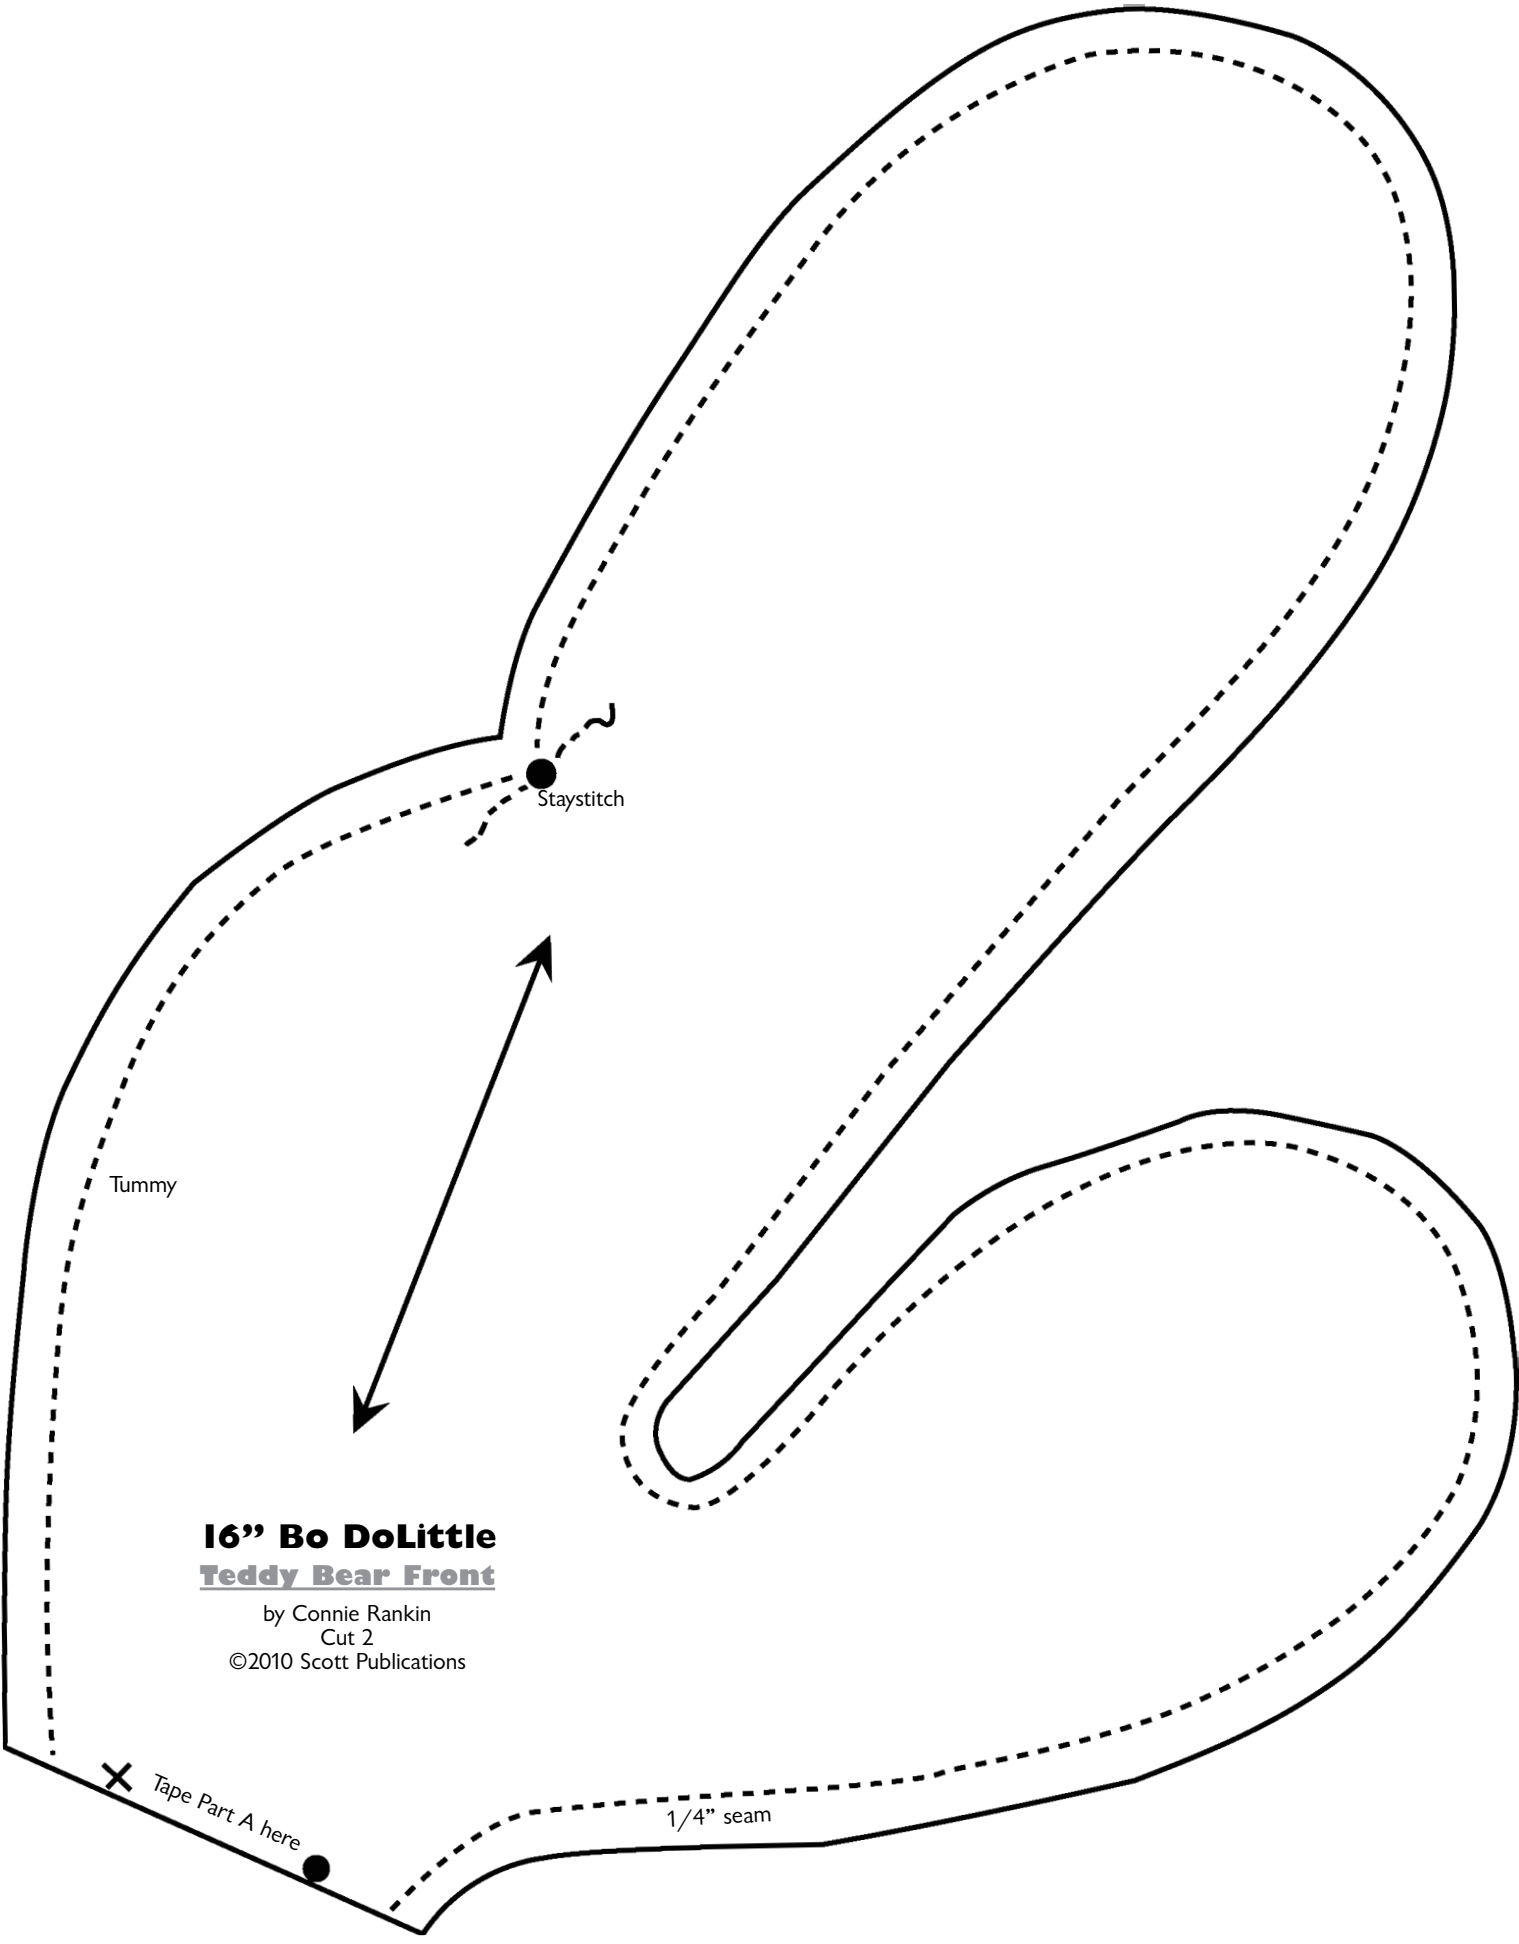 Staystitch
Tummy
16” Bo DoLittle
Teddy Bear Front
by Connie Rankin
Cut 2
©2010 Scott Publications
Tape Part A here
1/4” seam